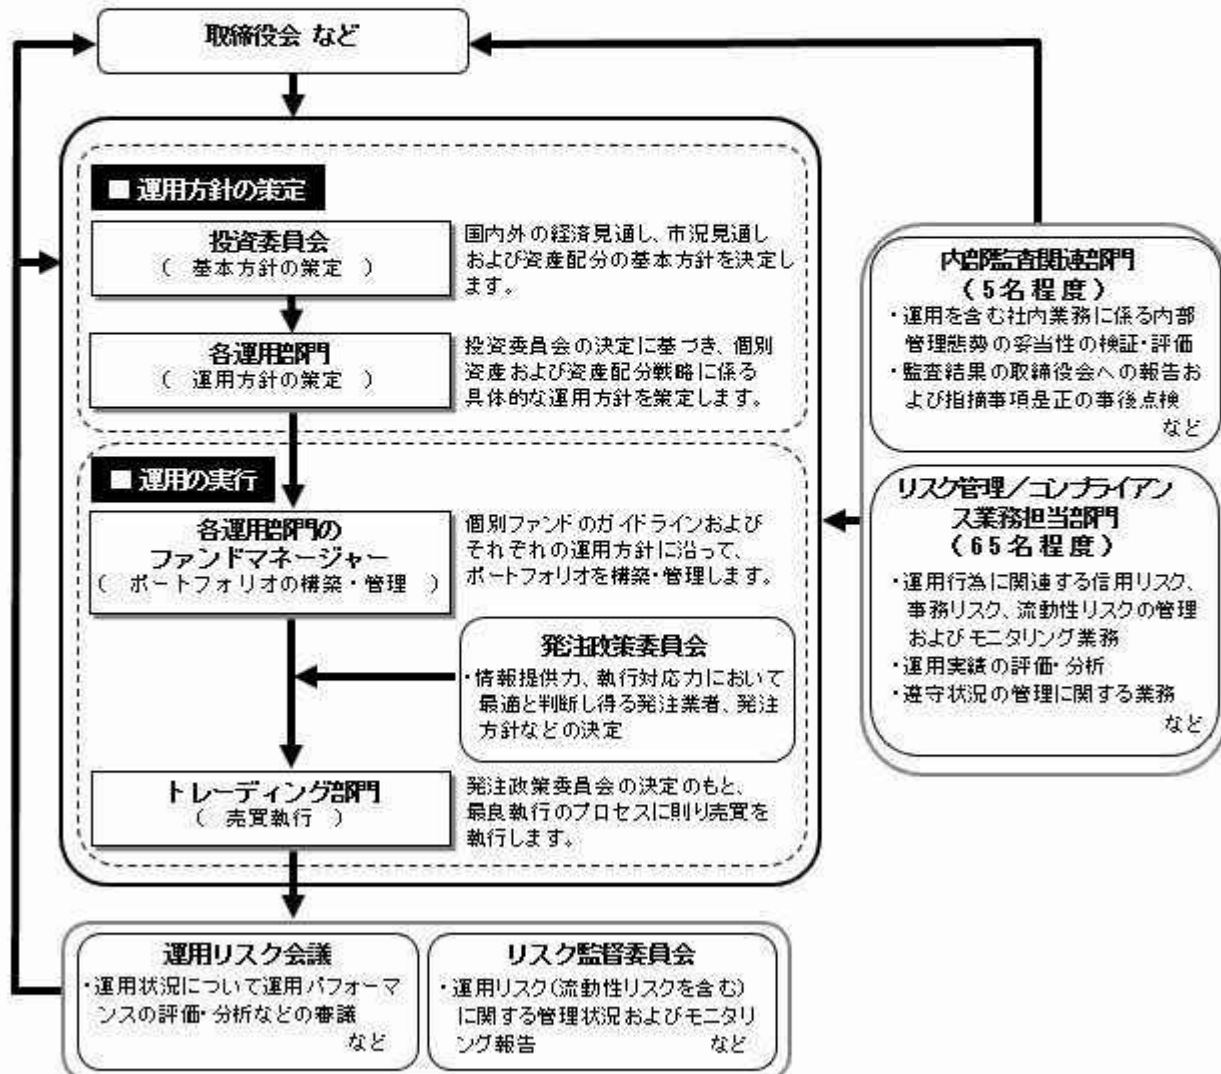 取締役会 など
■ 運用方針の策定
投資委員会
( 基本方針の策定 )
国内外の経済見通し、市況見通し
および資産配分の基本方針を決定し
ます。
各運用部門
( 運用方針の策定 )
投資委員会の決定に基づき、個別
資産および資産配分戦略に係る
具体的な運用方針を策定します。
■ 運用の実行
各運用部門の
ファンドマネージャー
( ポートフォリオの構築・管理 )
個別ファンドのガイドラインおよび
それぞれの運用方針に沿って、
ポートフォリオを構築・管理します。
発注政策委員会
・情報提供力、執行対応力において
最適と判断し得る発注業者、発注
方針などの決定
トレーディング部門
( 売買執行 )
発注政策委員会の決定のもと、
最良執行のプロセスに則り売買を
執行します。
内部監査関連部門
(5名程度)
・運用を含む社内業務に係る内部
管理態勢の妥当性の検証・評価
・監査結果の取締役会への報告お
よび指摘事項是正の事後点検
など
リスク管理/コンプライアン
ス業務担当部門
(65名程度)
・運用行為に関連する信用リスク、
事務リスク、流動性リスクの管理
およびモニタリング業務
・運用実績の評価・分析
・遵守状況の管理に関する業務
など
運用リスク会議
・運用状況について運用パフォーマ
ンスの評価・分析などの審議
など
リスク監督委員会
・運用リスク(流動性リスクを含む)
に関する管理状況およびモニタリ
ング報告 など